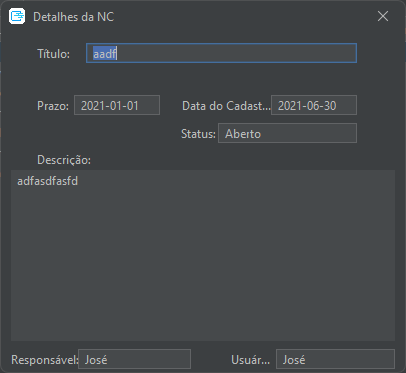 Detalhes da NC
Título: aadf
Prazo: 2021-01-01 Data do Cadast... 2021-06-30
Status: Aberto
Descrição:
adfasdfasfd
Responsável: José Usuár... José